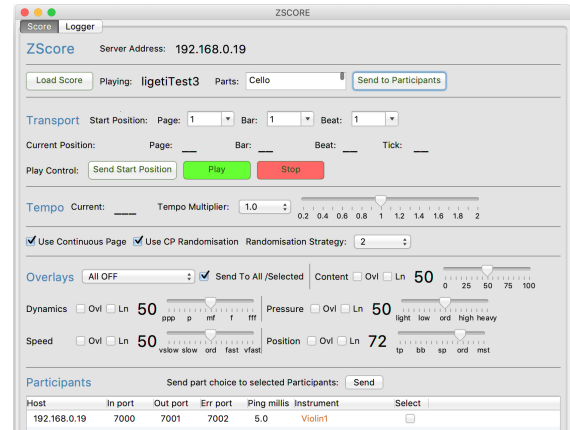 ZSCORE
Score Logger
ZScore Server Address: 192.168.0.19
Load Score Playing: ligetiTest3 Parts: Cello Send to Participants
Transport Start Position: Page: 1 Bar: 1 Beat: 1
Current Position: Page: __ Bar: __ Beat: __ Tick: __
Play Control: Send Start Position Play Stop
Tempo Current: ___ Tempo Multiplier: 1.0
0.2 0.4 0.6 0.8 1 1.2 1.4 1.6 1.8 2
Use Continuous Page Use CP Randomisation Randomisation Strategy: 2
Overlays All OFF Send To All /Selected Content Ovl Ln 50
0 25 50 75 100
Dynamics Ovl Ln 50 Pressure Ovl Ln 50
ppp p mf f fff light low ord high heavy
Speed Ovl Ln 50 Position Ovl Ln 72
vslow slow ord fast vfast tp bb sp ord mst
Participants Send part choice to selected Participants: Send
Host In port Out port Err port Ping millis Instrument Select
192.168.0.19 7000 7001 7002 5.0 Violin1